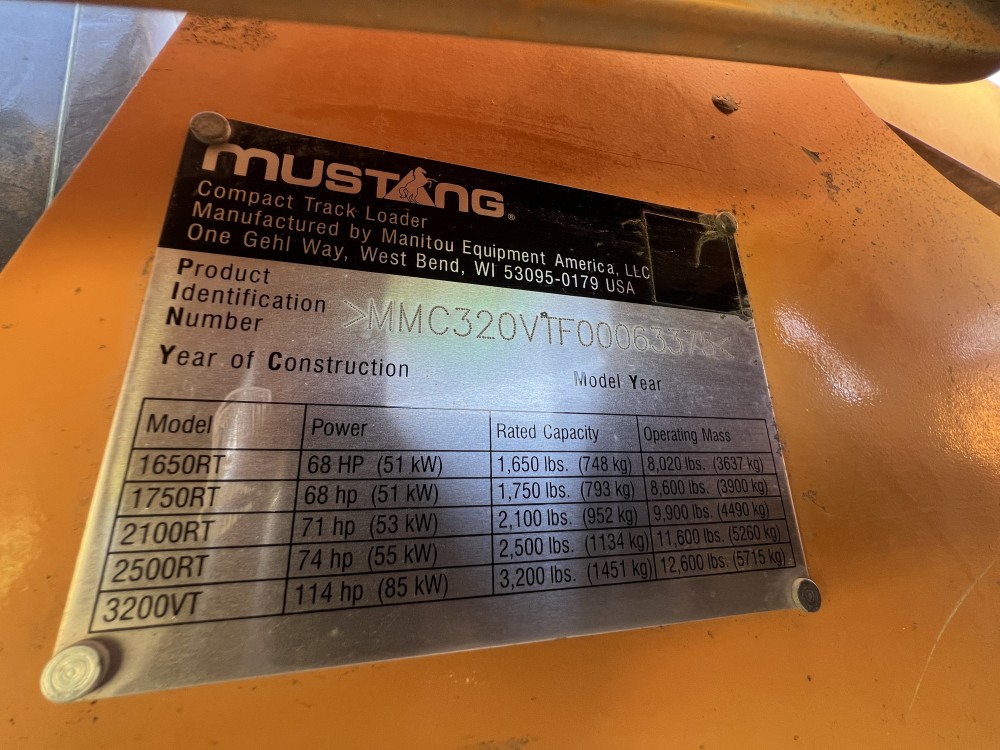 MUSTANG®
Compact Track Loader
Manufactured by Manitou Equipment America, LLC
One Gehl Way, West Bend, WI 53095-0179 USA
Product
Identification
Number
>MMC320VTF00063375<
Year of Construction
Model Year
Model Power Rated Capacity Operating Mass
1650RT 68 HP (51 kW) 1,650 lbs. (748 kg) 8,020 lbs. (3637 kg)
1750RT 68 hp (51 kW) 1,750 lbs. (793 kg) 8,600 lbs. (3900 kg)
2100RT 71 hp (53 kW) 2,100 lbs. (952 kg) 9,900 lbs. (4490 kg)
2500RT 74 hp (55 kW) 2,500 lbs. (1134 kg) 11,600 lbs. (5260 kg)
3200VT 114 hp (85 kW) 3,200 lbs. (1451 kg) 12,600 lbs. (5715 kg)